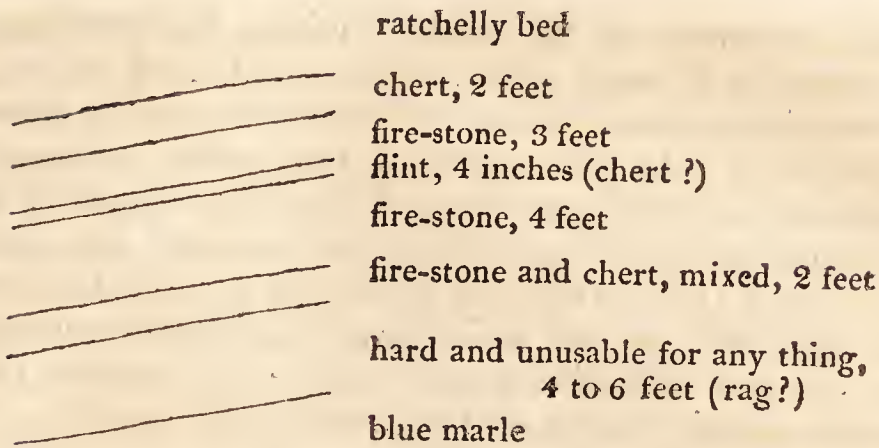 ratchelly bed
chert, 2 feet
fire-stone, 3 feet
flint, 4 inches (chert ?)
fire-stone, 4 feet
fire-stone and chert, mixed, 2 feet
hard and unusable for any thing,
4 to 6 feet (rag?)
blue marle